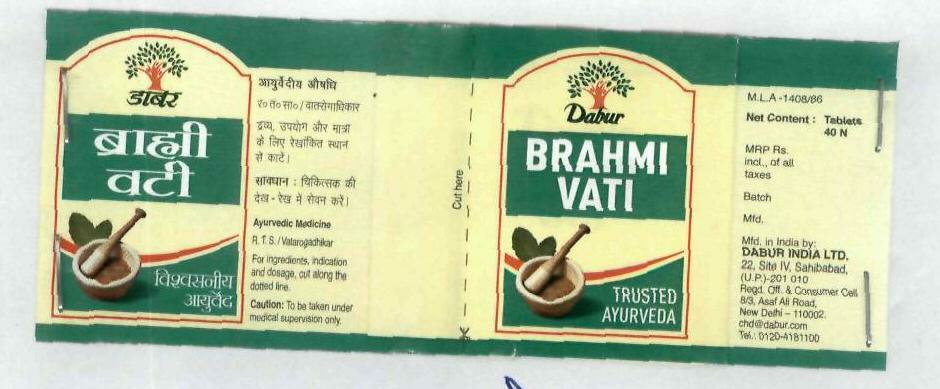 डाबर
ब्राह्मी
वटी
विश्वसनीय
आयुर्वेद
आयुर्वेदीय औषधि
र० त० सा० / वातरोगाधिकार
द्रव्य, उपयोग और मात्रा
के लिए रेखांकित स्थान
से काटें।
सावधान : चिकित्सक की
देख - रेख में सेवन करें।
Ayurvedic Medicine
R. T. S. / Vatarogadhikar
For ingredients, indication
and dosage, cut along the
dotted line.
Caution: To be taken under
medical supervision only.
Cut here
Dabur
BRAHMI
VATI
TRUSTED
AYURVEDA
M.L.A -1408/86
Net Content : Tablets
40 N
MRP Rs.
incl., of all
taxes
Batch
Mfd.
Mfd. in India by:
DABUR INDIA LTD.
22, Site IV, Sahibabad,
(U.P.)-201 010
Regd. Off. & Consumer Cell
8/3, Asaf Ali Road,
New Delhi – 110002.
chd@dabur.com
Tel.: 0120-4181100